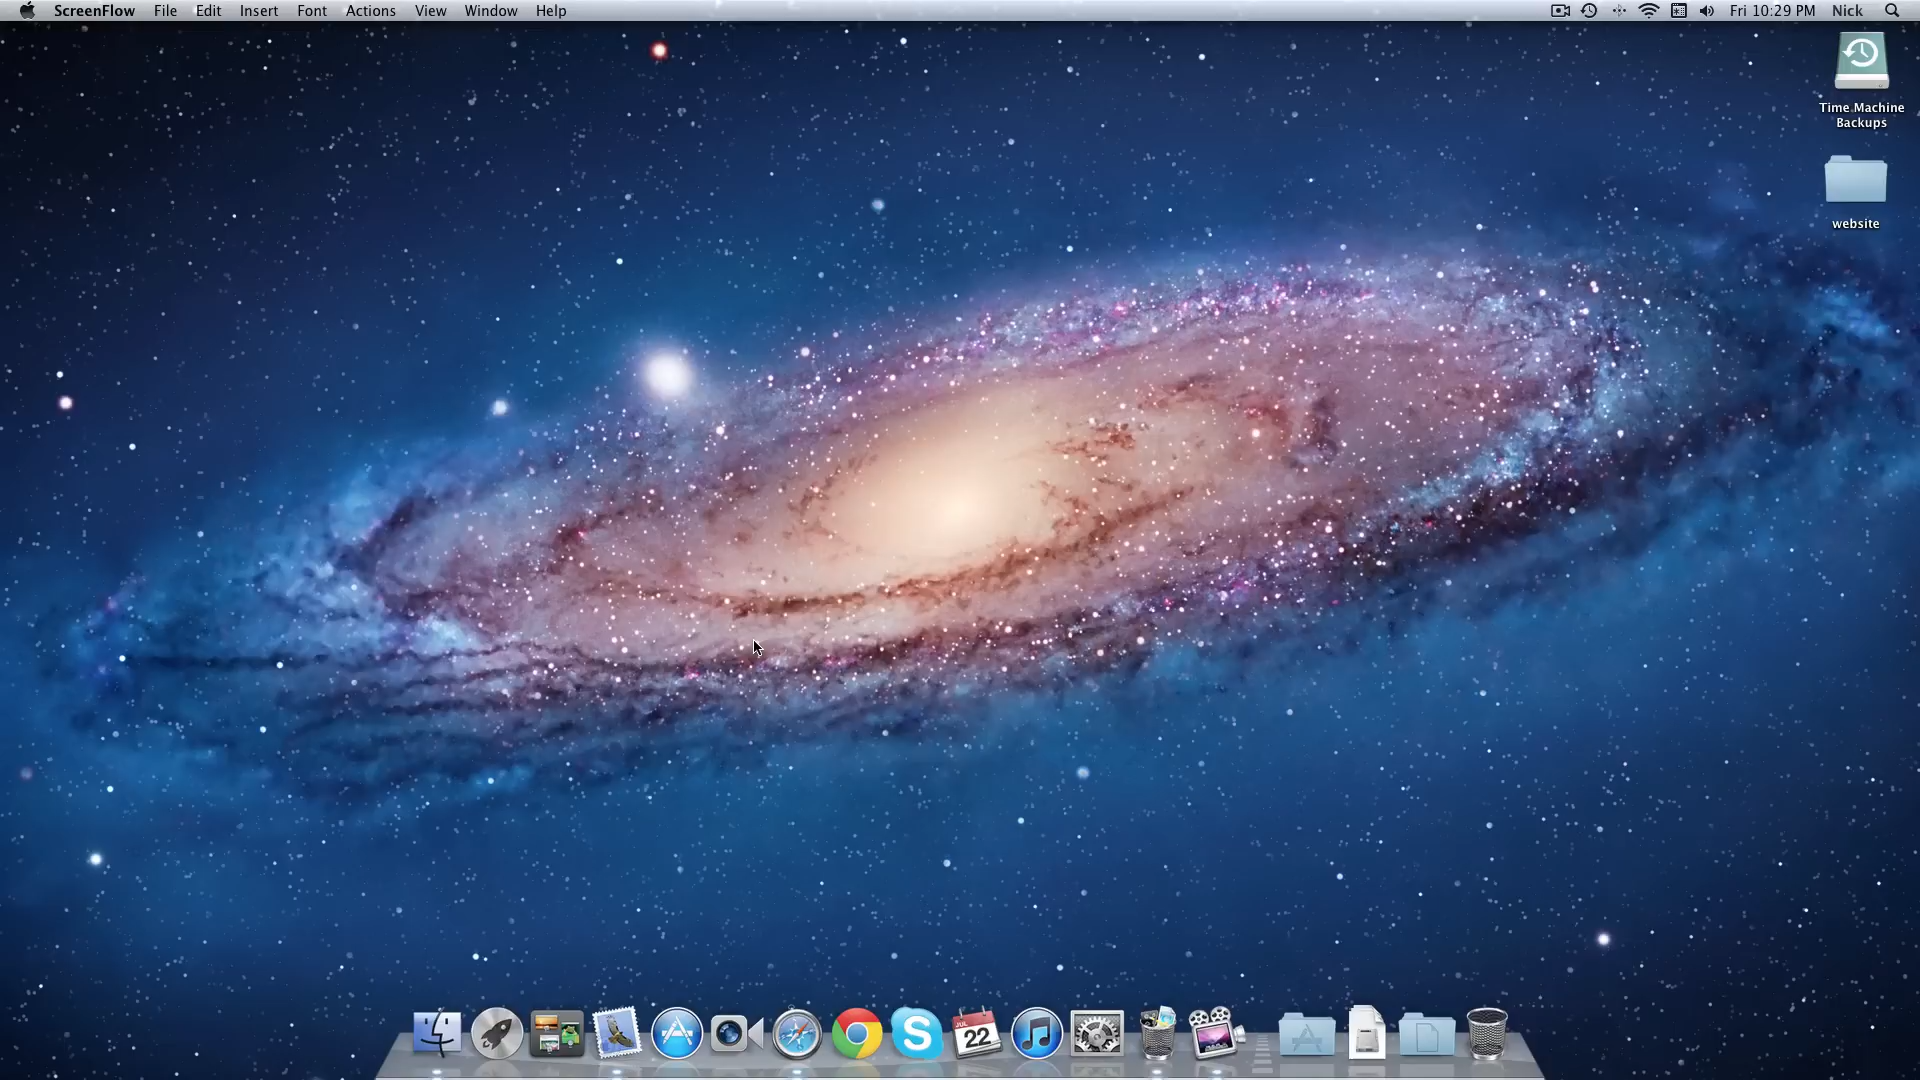 ScreenFlow File Edit Insert Font Actions View Window Help Fri 10:29 PM Nick
Time Machine
Backups
website
JUL
22